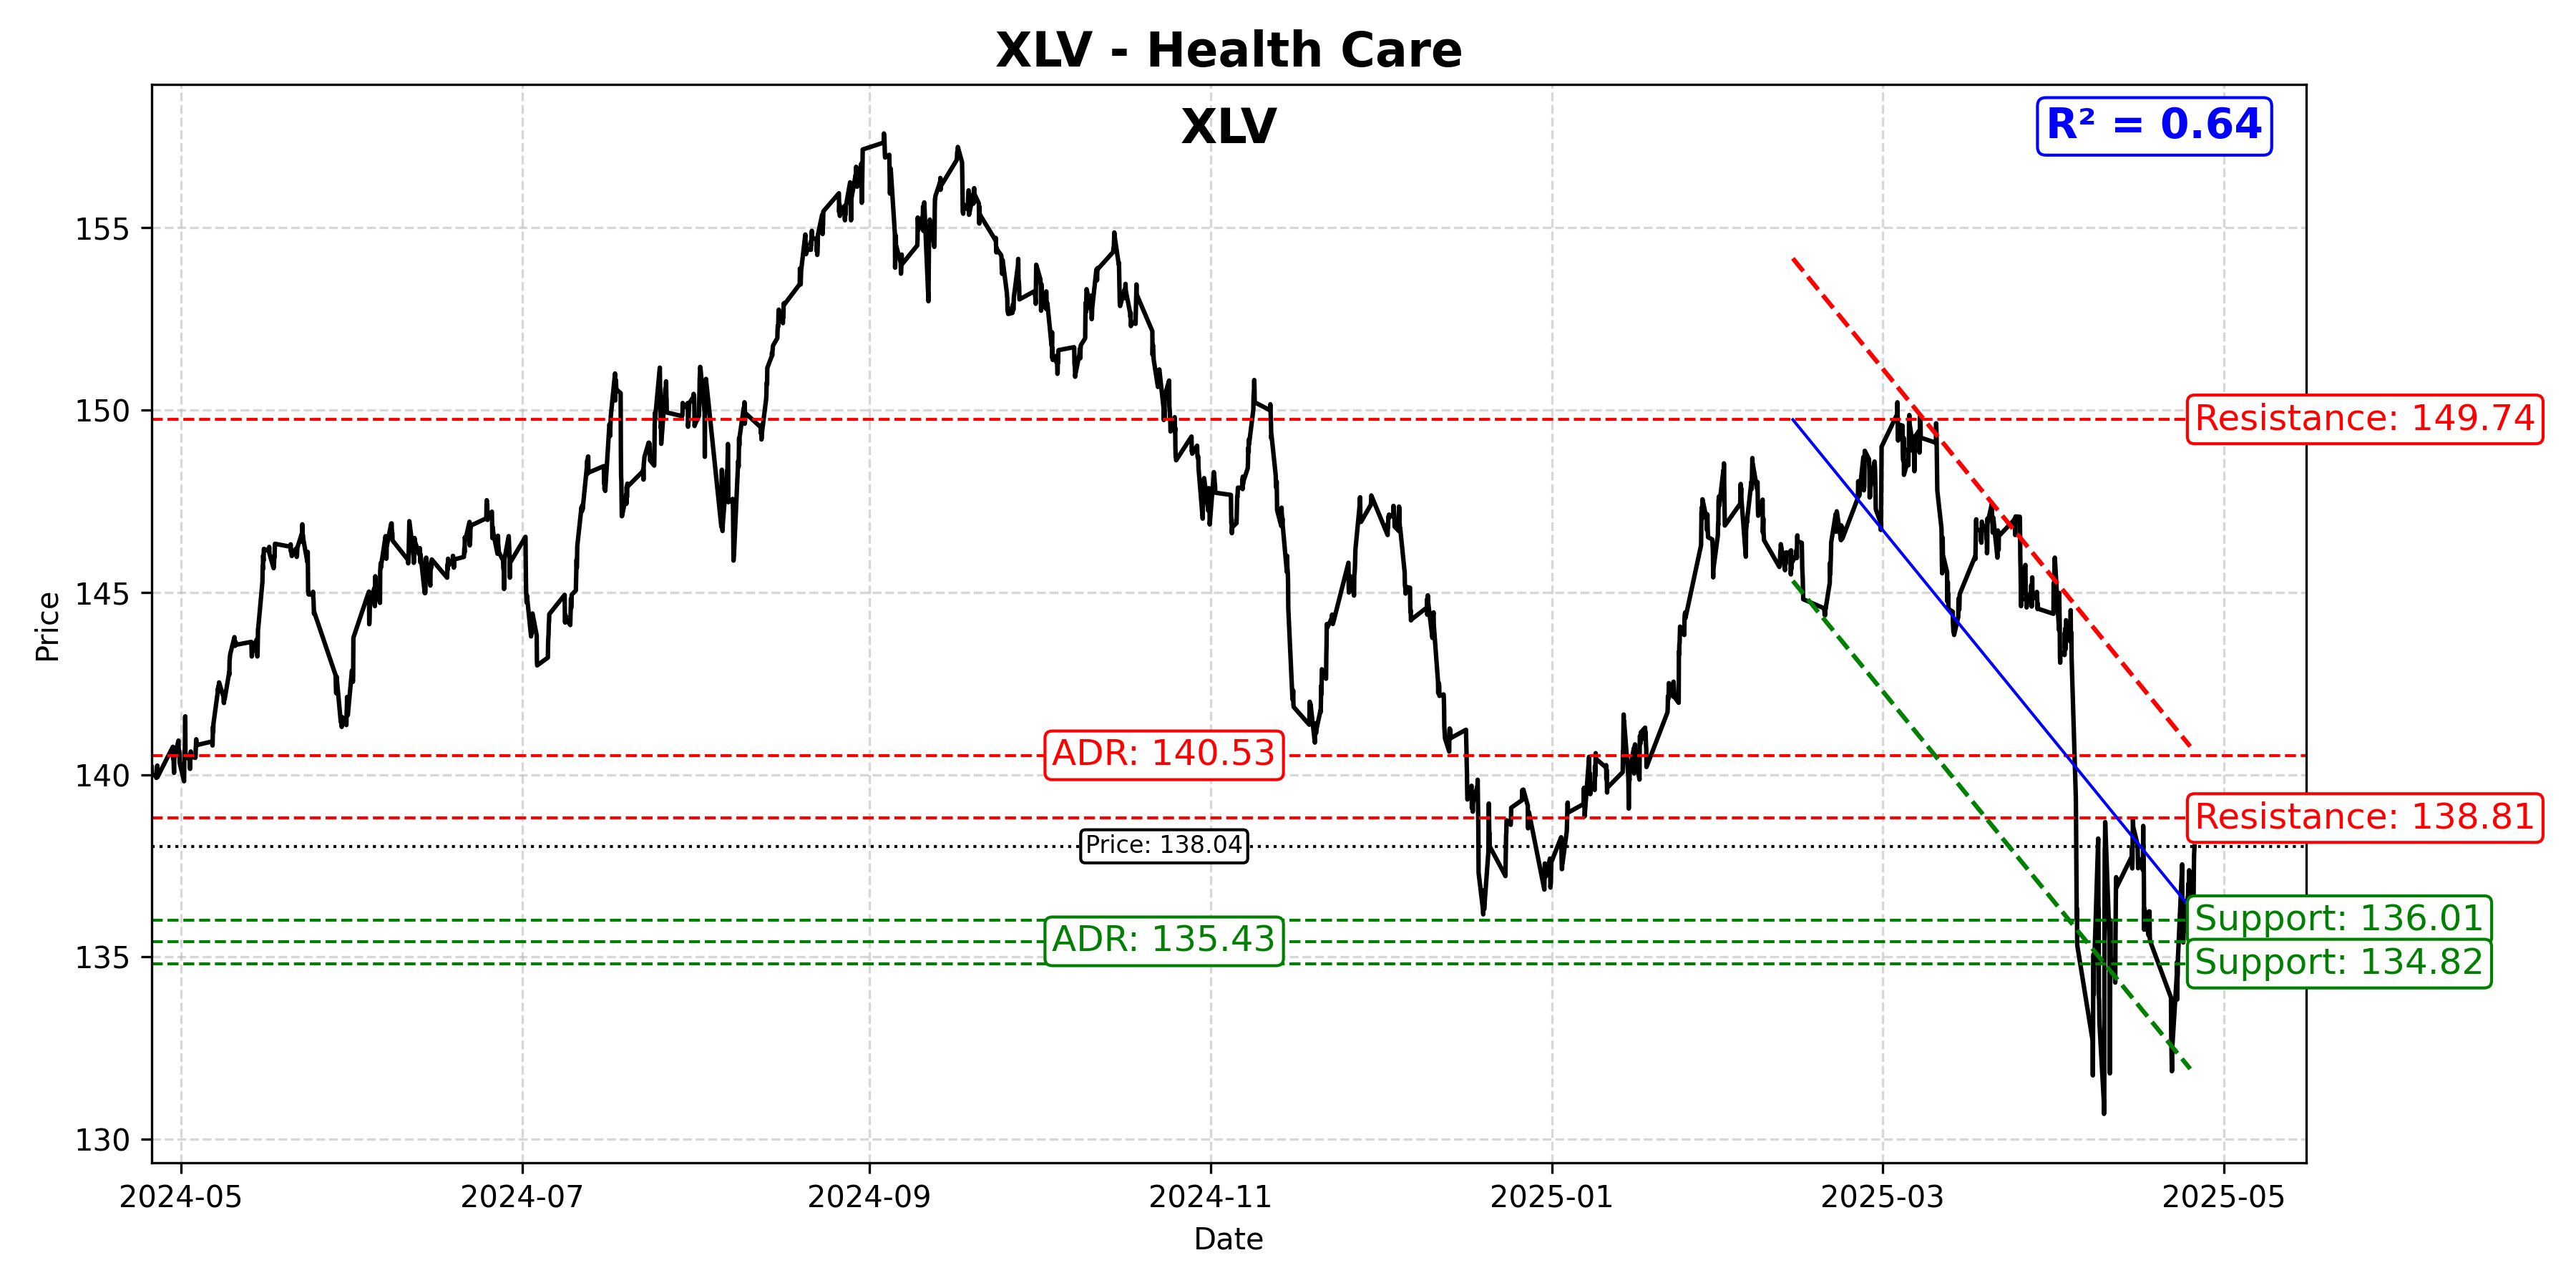 XLV - Health Care
XLV
R² = 0.64
155
150
145
140
135
130
Price
Resistance: 149.74
ADR: 140.53
Resistance: 138.81
Price: 138.04
Support: 136.01
ADR: 135.43
Support: 134.82
2024-05
2024-07
2024-09
2024-11
2025-01
2025-03
2025-05
Date